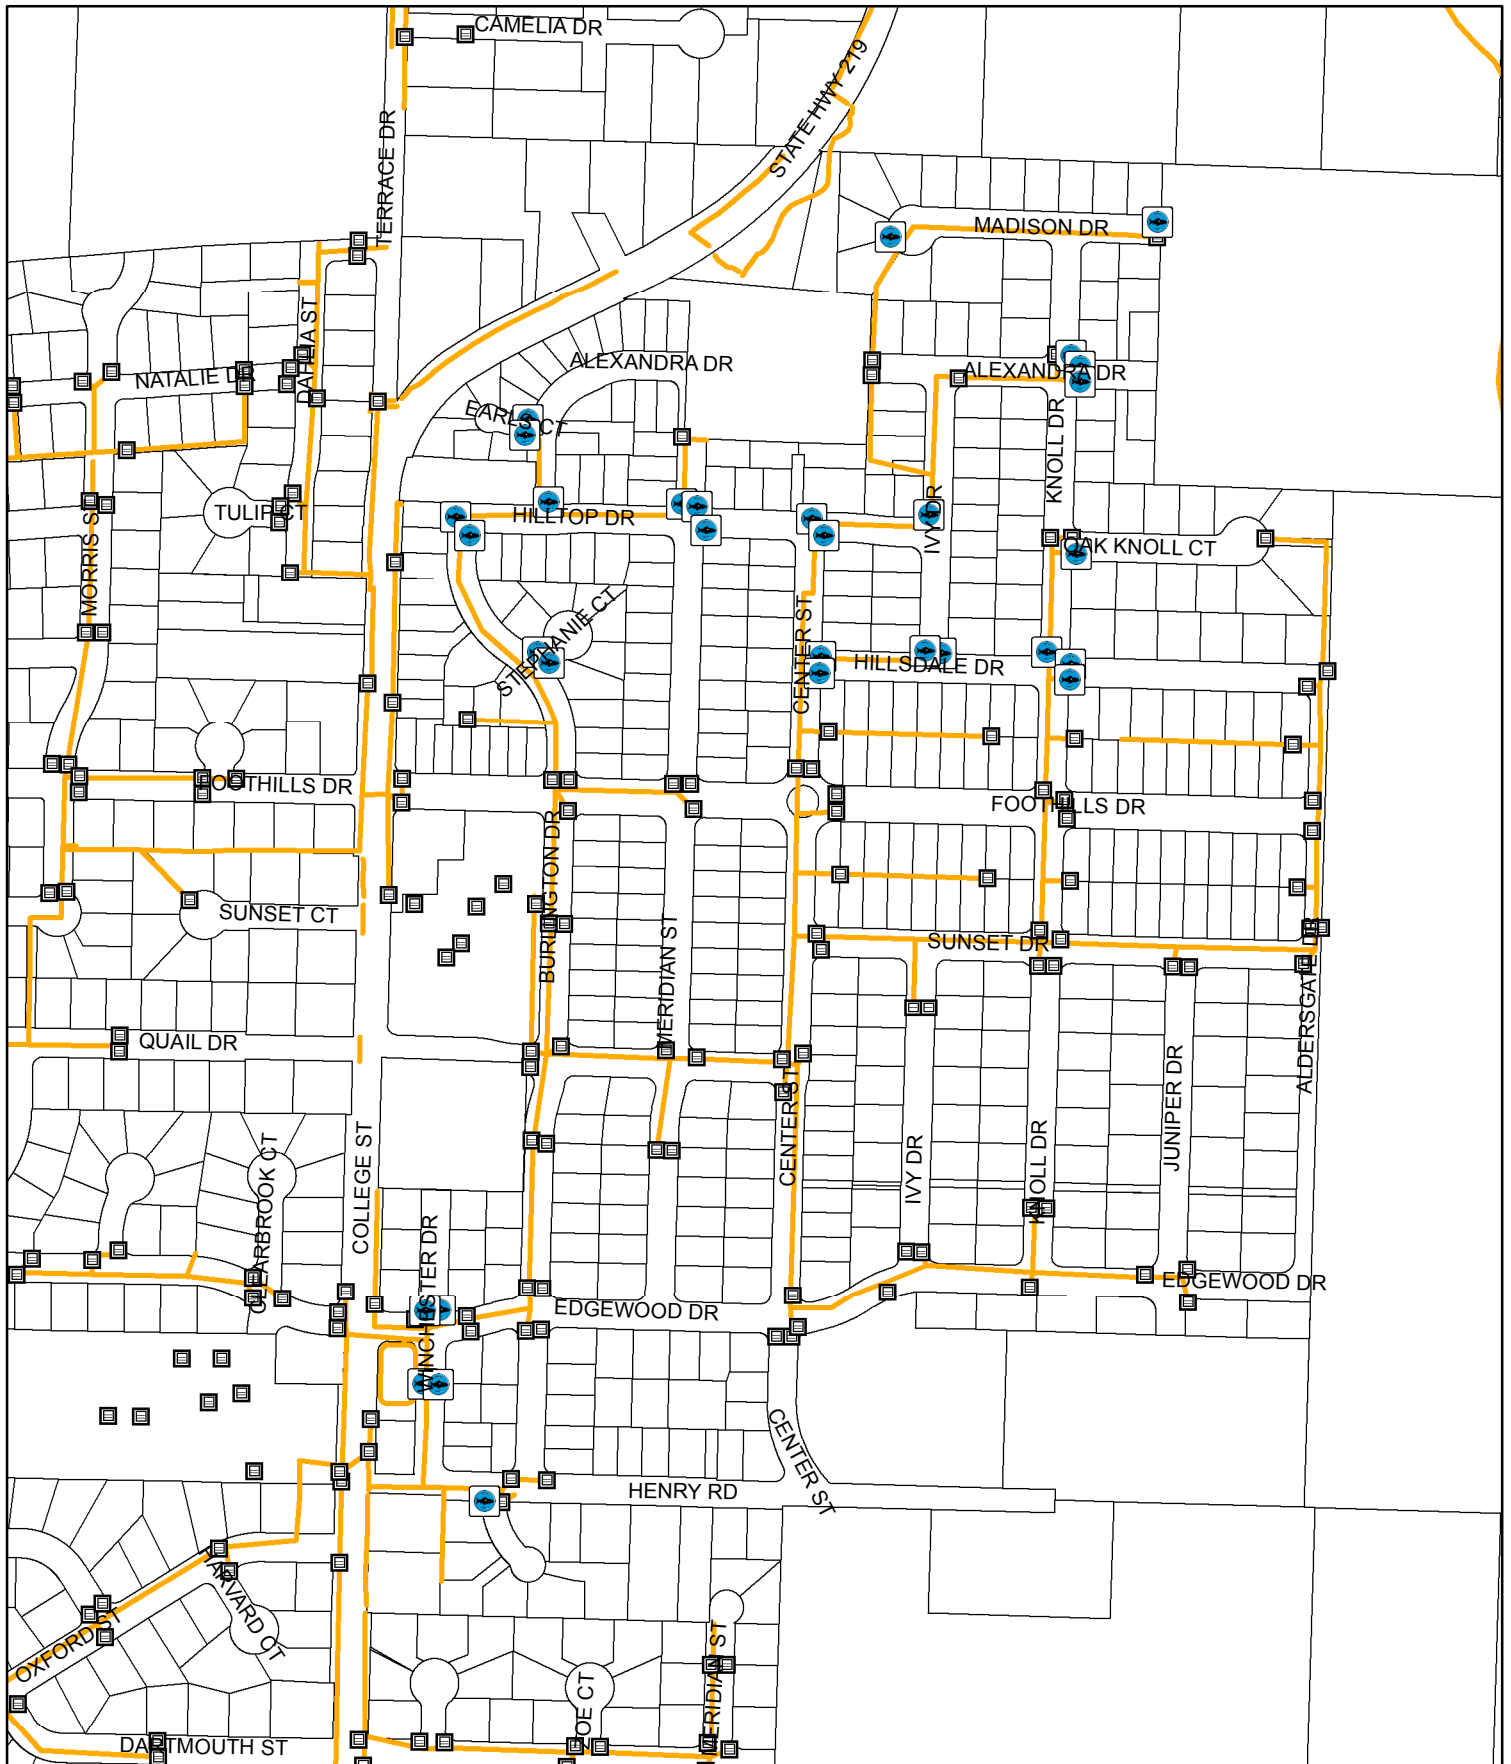 CAMELIA DR
STATE HWY 219
TERRACE DR
MADISON DR
DAHLIA ST
ALEXANDRA DR
ALEXANDRA DR
NATALIE DR
EARLS CT
KNOLL DR
TULIP CT
HILLTOP DR
IVY DR
OAK KNOLL CT
MORRIS ST
STEPHANIE CT
CENTER ST
HILLSDALE DR
FOOTHILLS DR
FOOTHILLS DR
BURLINGTON DR
SUNSET CT
MERIDIAN ST
SUNSET DR
ALDERSGATE DR
QUAIL DR
CLEARBROOK CT
COLLEGE ST
CENTER ST
IVY DR
KNOLL DR
JUNIPER DR
WINCHESTER DR
EDGEWOOD DR
EDGEWOOD DR
CENTER ST
HENRY RD
HARVARD CT
OXFORD ST
ZOE CT
MERIDIAN ST
DARTMOUTH ST